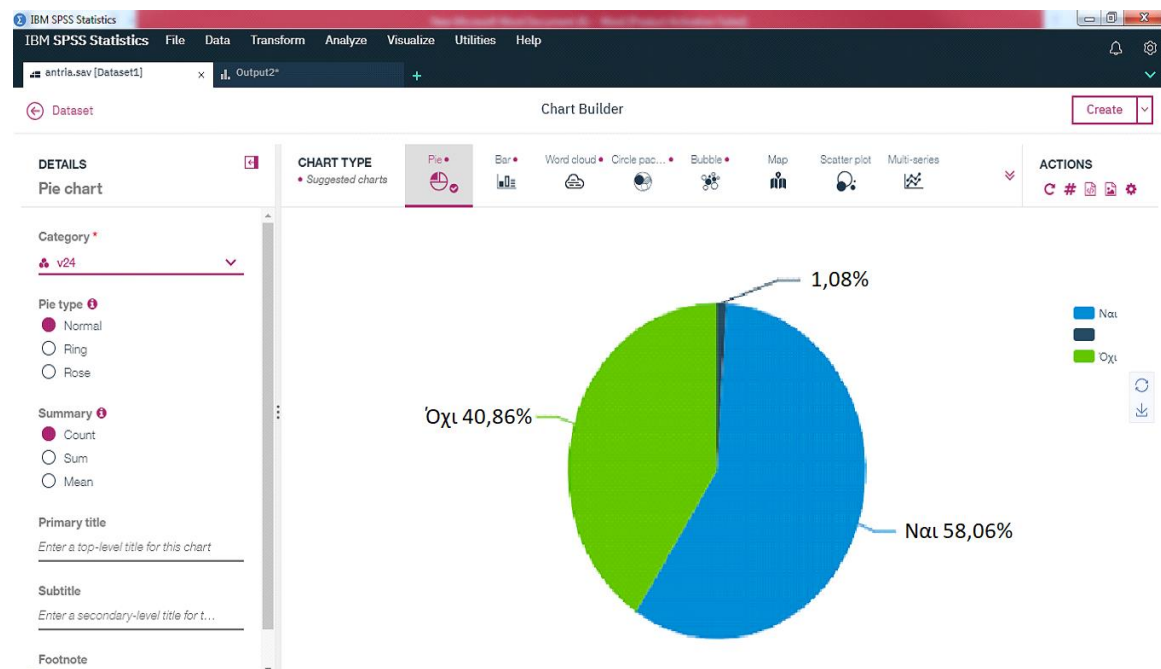 IBM SPSS Statistics
IBM SPSS Statistics File Data Transform Analyze Visualize Utilities Help
antria.sav [Dataset1] x Output2* +
Dataset
Chart Builder
Create
DETAILS
Pie chart
CHART TYPE
• Suggested charts
Pie • Bar • Word cloud • Circle pac... • Bubble • Map Scatter plot Multi-series
ACTIONS
Category *
v24
Pie type
Normal
Ring
Rose
Summary
Count
Sum
Mean
Primary title
Enter a top-level title for this chart
Subtitle
Enter a secondary-level title for t...
Footnote
1,08%
Όχι 40,86%
Ναι 58,06%
Ναι
Όχι